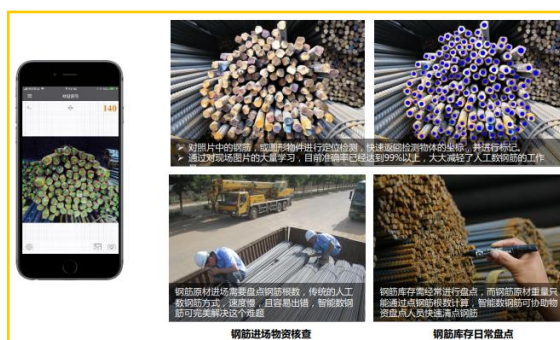 140
对照片中的钢筋，或圆形物件进行定位检测，快速返回检测物体的坐标，并进行标记。
通过对现场图片的大量学习，目前准确率已经达到99%以上，大大减轻了人工数钢筋的工作
钢筋原材进场需要盘点钢筋根数，传统的人工
数钢筋方式，速度慢，且容易出错，智能数钢
筋可完美解决这个难题
钢筋库存需经常进行盘点，而钢筋原材重量只
能通过点钢筋根数计算，智能数钢筋可协助物
资盘点人员快速清点钢筋
钢筋进场物资核查
钢筋库存日常盘点